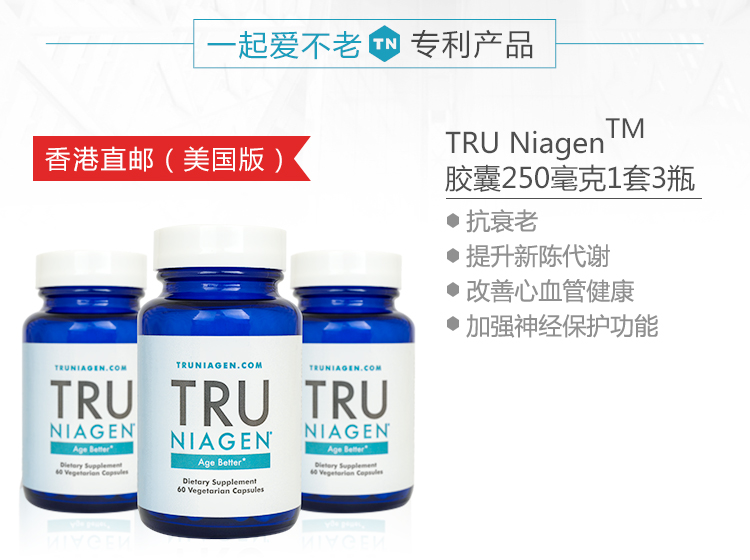 一起爱不老 TN 专利产品
香港直邮（美国版）
TRU Niagen™
胶囊250毫克1套3瓶
抗衰老
提升新陈代谢
改善心血管健康
加强神经保护功能
TRUNIAGEN.COM
TRU
NIAGEN
Age Better*
Dietary Supplement
60 Vegetarian Capsules
TRUNIAGEN.COM
TRU
NIAGEN
Age Better*
Dietary Supplement
60 Vegetarian Capsules
TRUNIAGEN.COM
TRU
NIAGEN
Age Better*
Dietary Supplement
60 Vegetarian Capsules